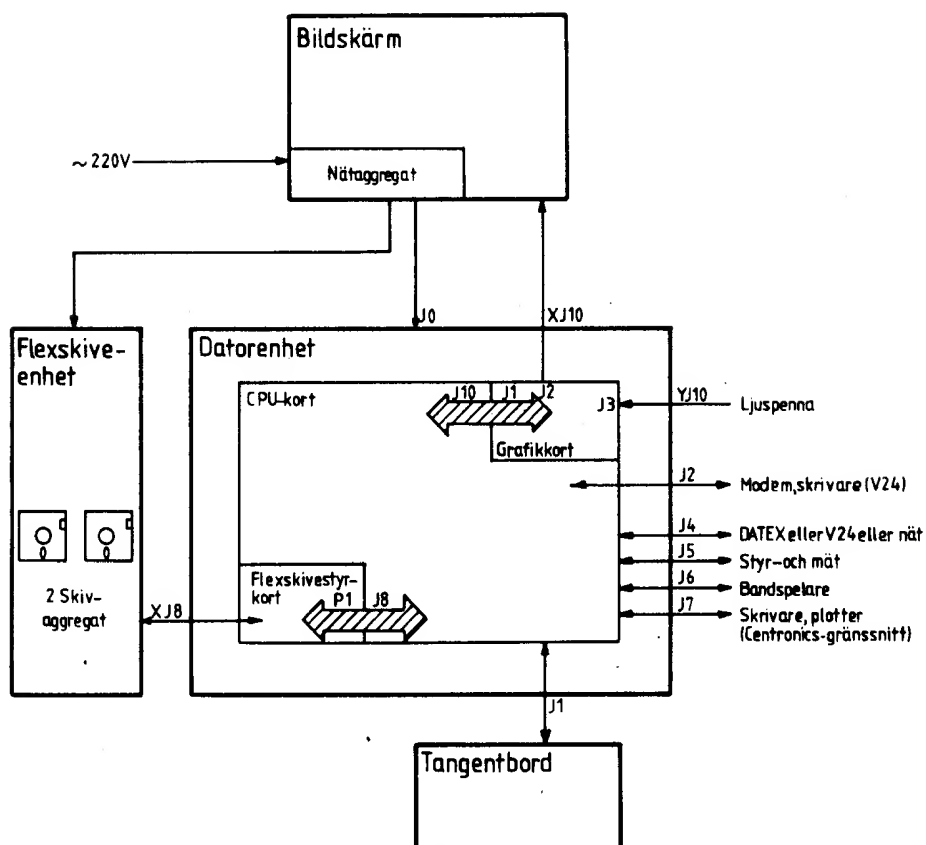 Bildskärm
~220V
Nätaggregat
J0
XJ10
Flexskive-
enhet
Datorenhet
CPU-kort
J10
J1
J2
J3
YJ10
Ljuspenna
Grafikkort
J2
Modem,skrivare(V24)
J4
DATEX eller V24 eller nät
J5
Styr-och mät
J6
Bandspelare
J7
Skrivare, plotter
(Centronics-gränssnitt)
Flexskivestyr-
kort
P1
J8
2 Skiv-
aggregat
XJ8
J1
Tangentbord